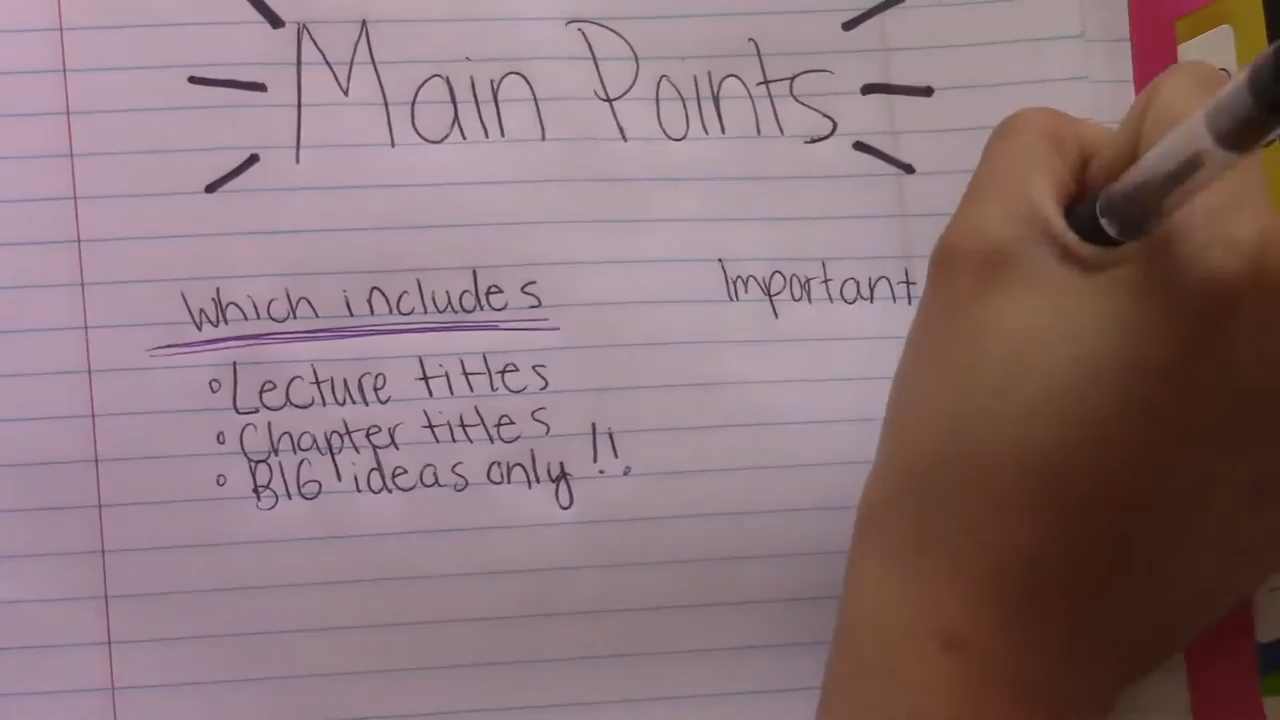 Main Points
Which includes
Important
• Lecture titles
• Chapter titles
• BIG ideas only !!